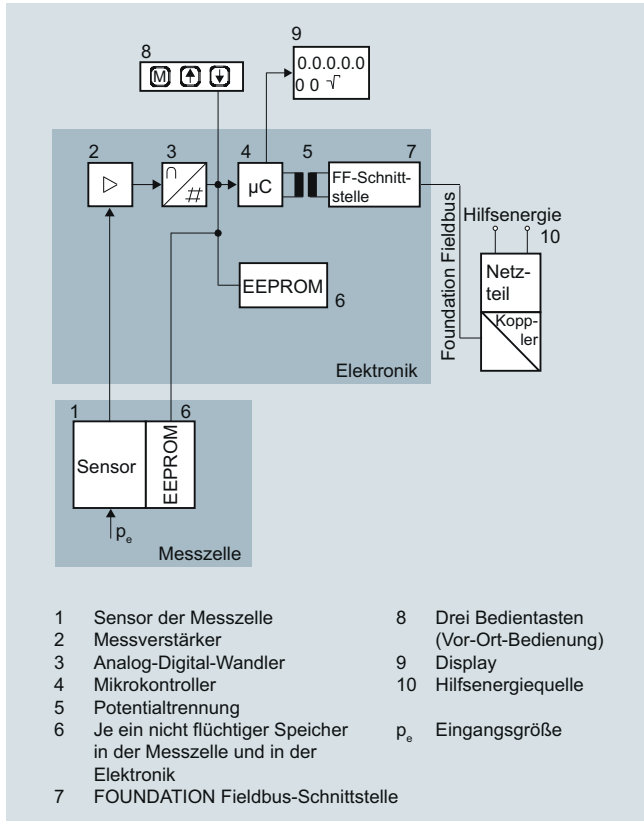 9
8
0.0.0.0.0
0 0 √
M
2
3
4
5
7
▷
∩
#
µC
FF-Schnitt-
stelle
Foundation Fieldbus
Hilfsenergie
10
Netz-
teil
Kopp-
ler
EEPROM
6
Elektronik
1
6
Sensor
EEPROM
pe
Messzelle
1 Sensor der Messzelle
2 Messverstärker
3 Analog-Digital-Wandler
4 Mikrokontroller
5 Potentialtrennung
6 Je ein nicht flüchtiger Speicher
in der Messzelle und in der
Elektronik
7 FOUNDATION Fieldbus-Schnittstelle
8 Drei Bedientasten
(Vor-Ort-Bedienung)
9 Display
10 Hilfsenergiequelle
pe Eingangsgröße